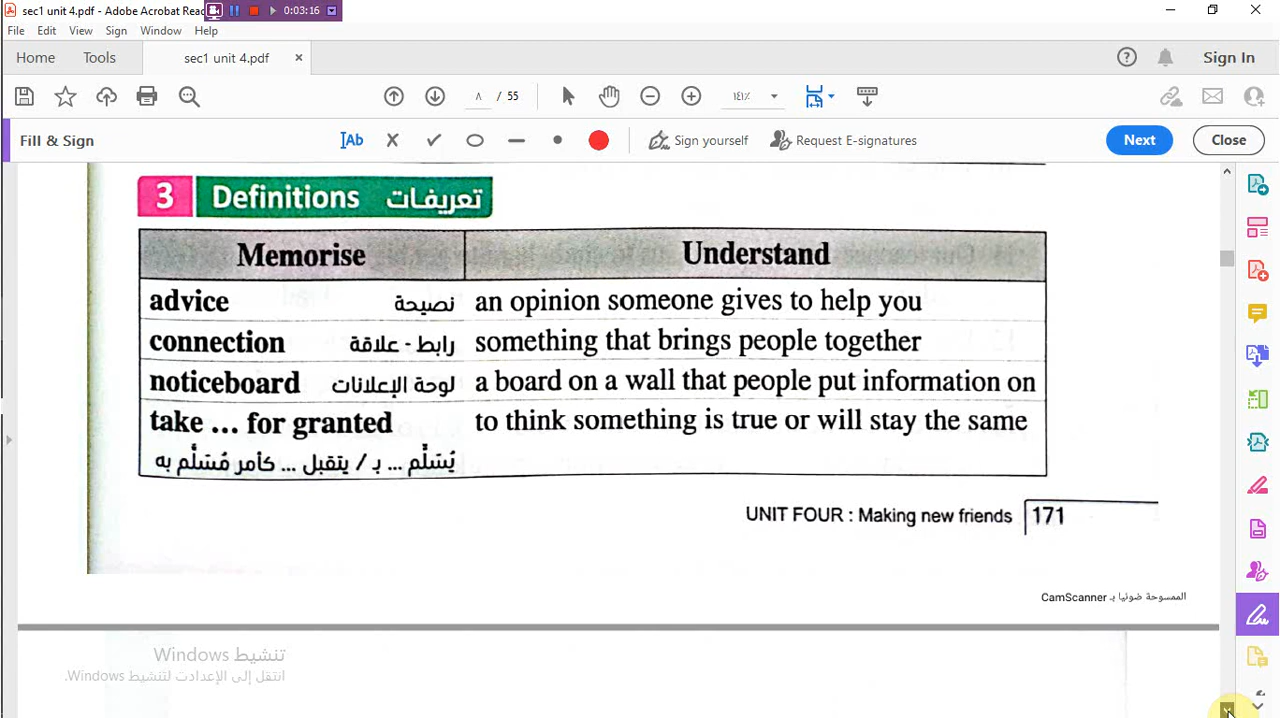 sec1 unit 4.pdf - Adobe Acrobat Read
0:03:16
File Edit View Sign Window Help
Home Tools sec1 unit 4.pdf × Sign In
٨ / 55 ١٤١٪
Fill & Sign Ab Sign yourself Request E-signatures Next Close
3 Definitions تعريفات
Memorise Understand
advice نصيحة an opinion someone gives to help you
connection رابط - علاقة something that brings people together
noticeboard لوحة الإعلانات a board on a wall that people put information on
take ... for granted to think something is true or will stay the same
يُسَلِّم ... بـ / يتقبل ... كأمر مُسَلَّم به
UNIT FOUR : Making new friends 171
الممسوحة ضوئيا بـ CamScanner
تنشيط Windows
انتقل إلى الإعدادات لتنشيط Windows.